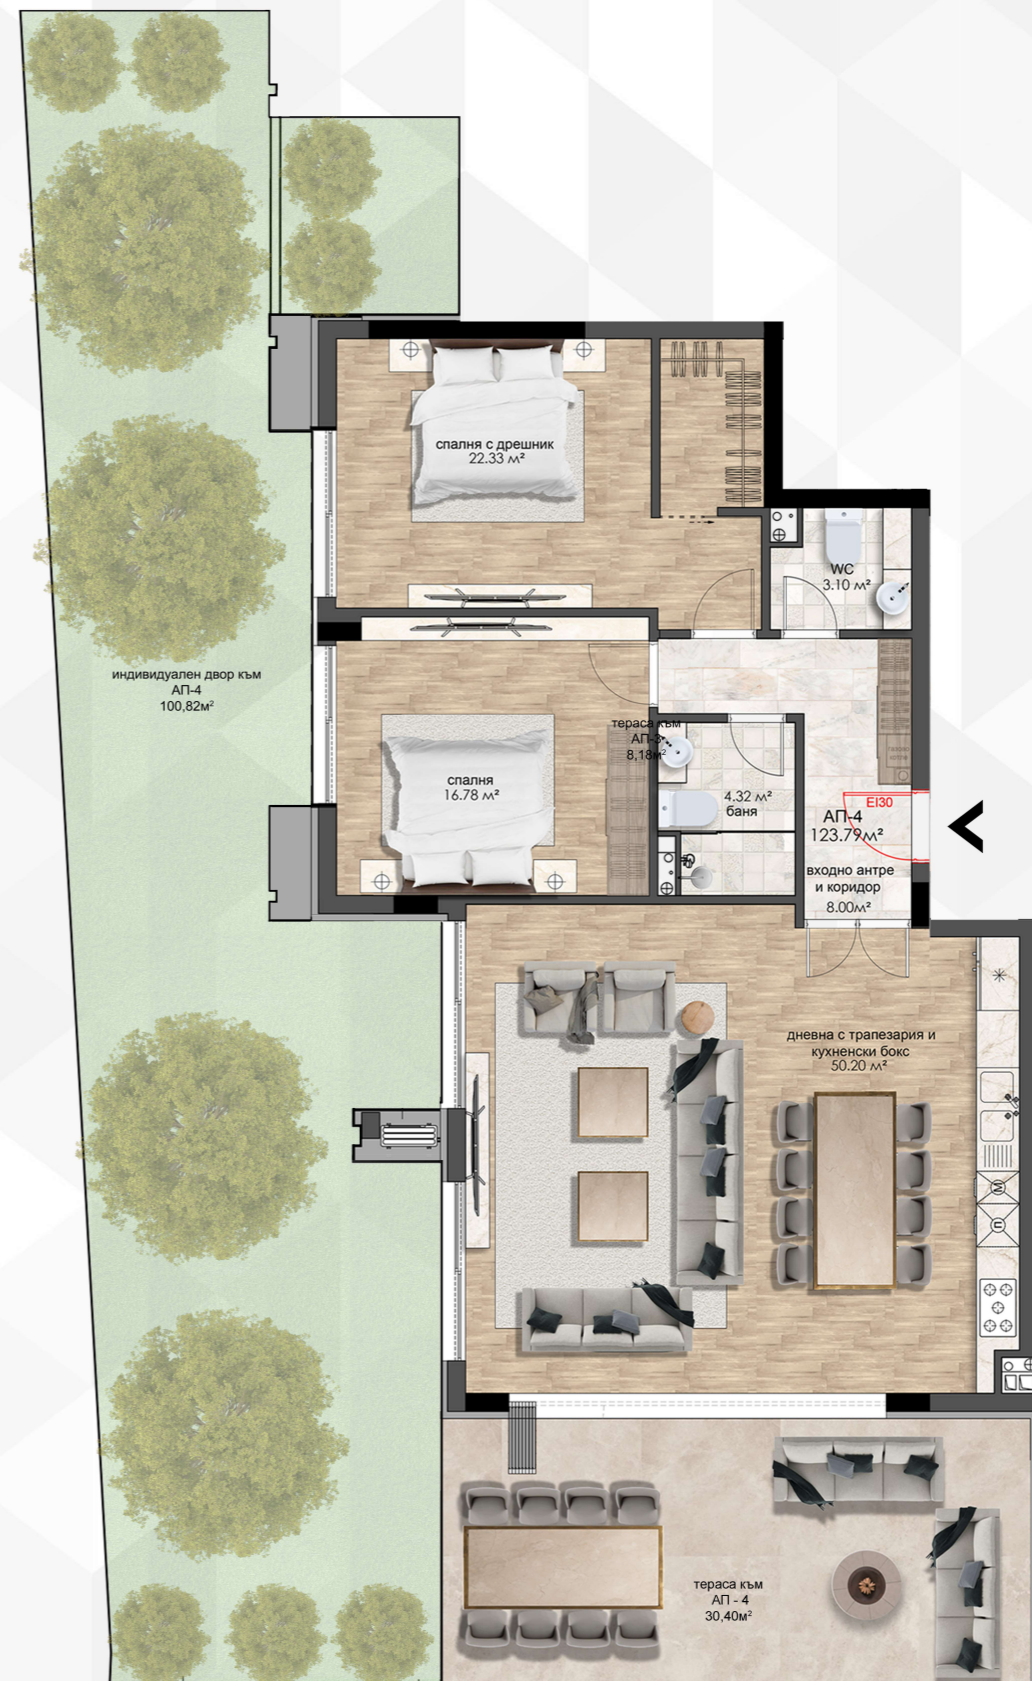 спалня с дрешник
22.33 м²
WC
3.10 м²
индивидуален двор към
АП-4
100,82м²
тераса към
АП-3
8,18м²
спалня
16.78 м²
4.32 м²
баня
EI30
АП-4
123.79м²
входно антре
и коридор
8.00м²
дневна с трапезария и
кухненски бокс
50.20 м²
М
П
тераса към
АП - 4
30,40м²